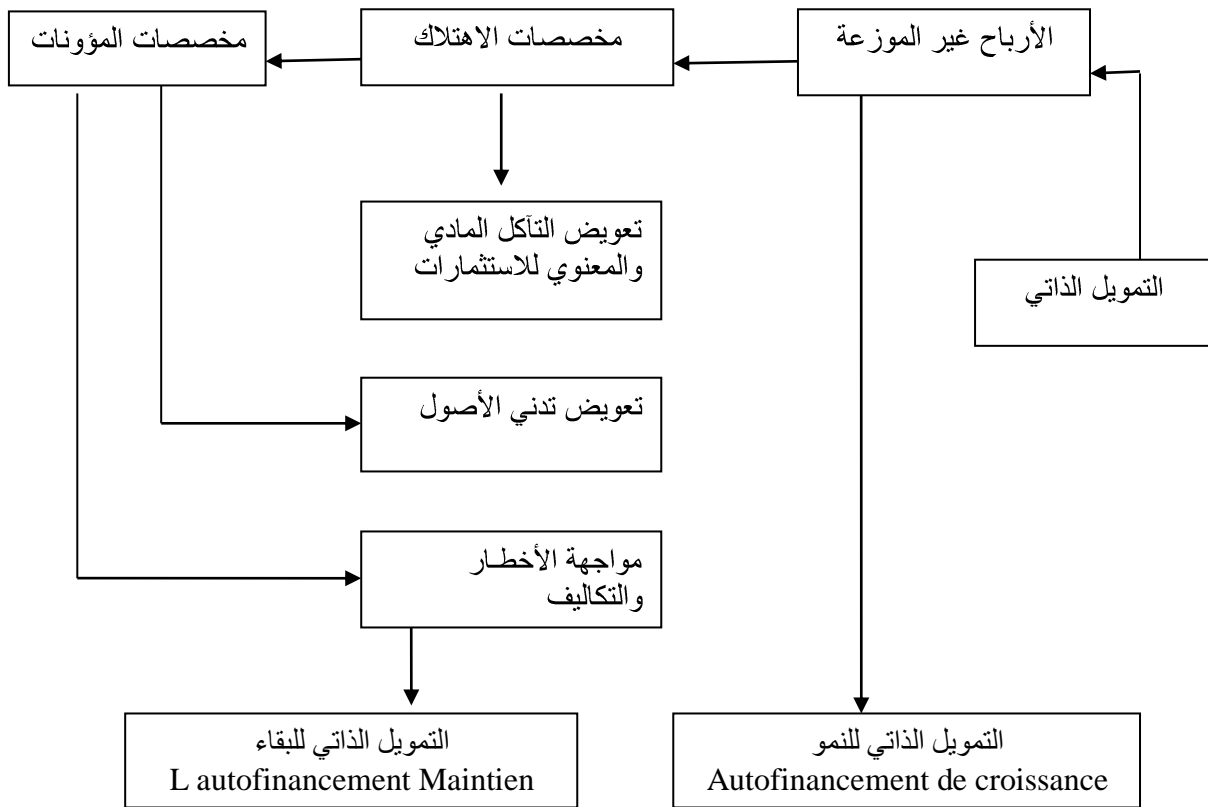 الأرباح غير الموزعة
مخصصات الاهتلاك
مخصصات المؤونات
تعويض التآكل المادي
والمعنوي للاستثمارات
التمويل الذاتي
تعويض تدني الأصول
مواجهة الأخطـار
والتكاليف
التمويل الذاتي للنمو
Autofinancement de croissance
التمويل الذاتي للبقاء
L autofinancement Maintien